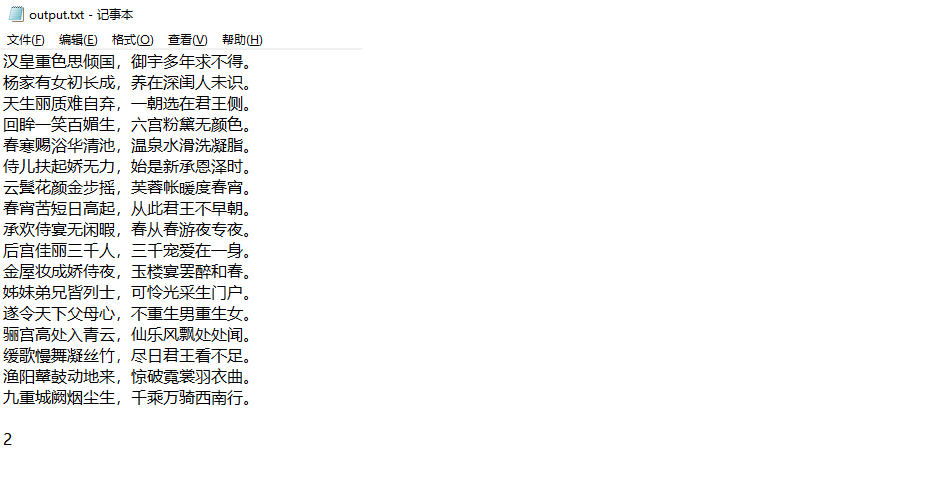 output.txt - 记事本
文件(F) 编辑(E) 格式(O) 查看(V) 帮助(H)
汉皇重色思倾国，御宇多年求不得。
杨家有女初长成，养在深闺人未识。
天生丽质难自弃，一朝选在君王侧。
回眸一笑百媚生，六宫粉黛无颜色。
春寒赐浴华清池，温泉水滑洗凝脂。
侍儿扶起娇无力，始是新承恩泽时。
云鬓花颜金步摇，芙蓉帐暖度春宵。
春宵苦短日高起，从此君王不早朝。
承欢侍宴无闲暇，春从春游夜专夜。
后宫佳丽三千人，三千宠爱在一身。
金屋妆成娇侍夜，玉楼宴罢醉和春。
姊妹弟兄皆列士，可怜光采生门户。
遂令天下父母心，不重生男重生女。
骊宫高处入青云，仙乐风飘处处闻。
缓歌慢舞凝丝竹，尽日君王看不足。
渔阳鼙鼓动地来，惊破霓裳羽衣曲。
九重城阙烟尘生，千乘万骑西南行。
2